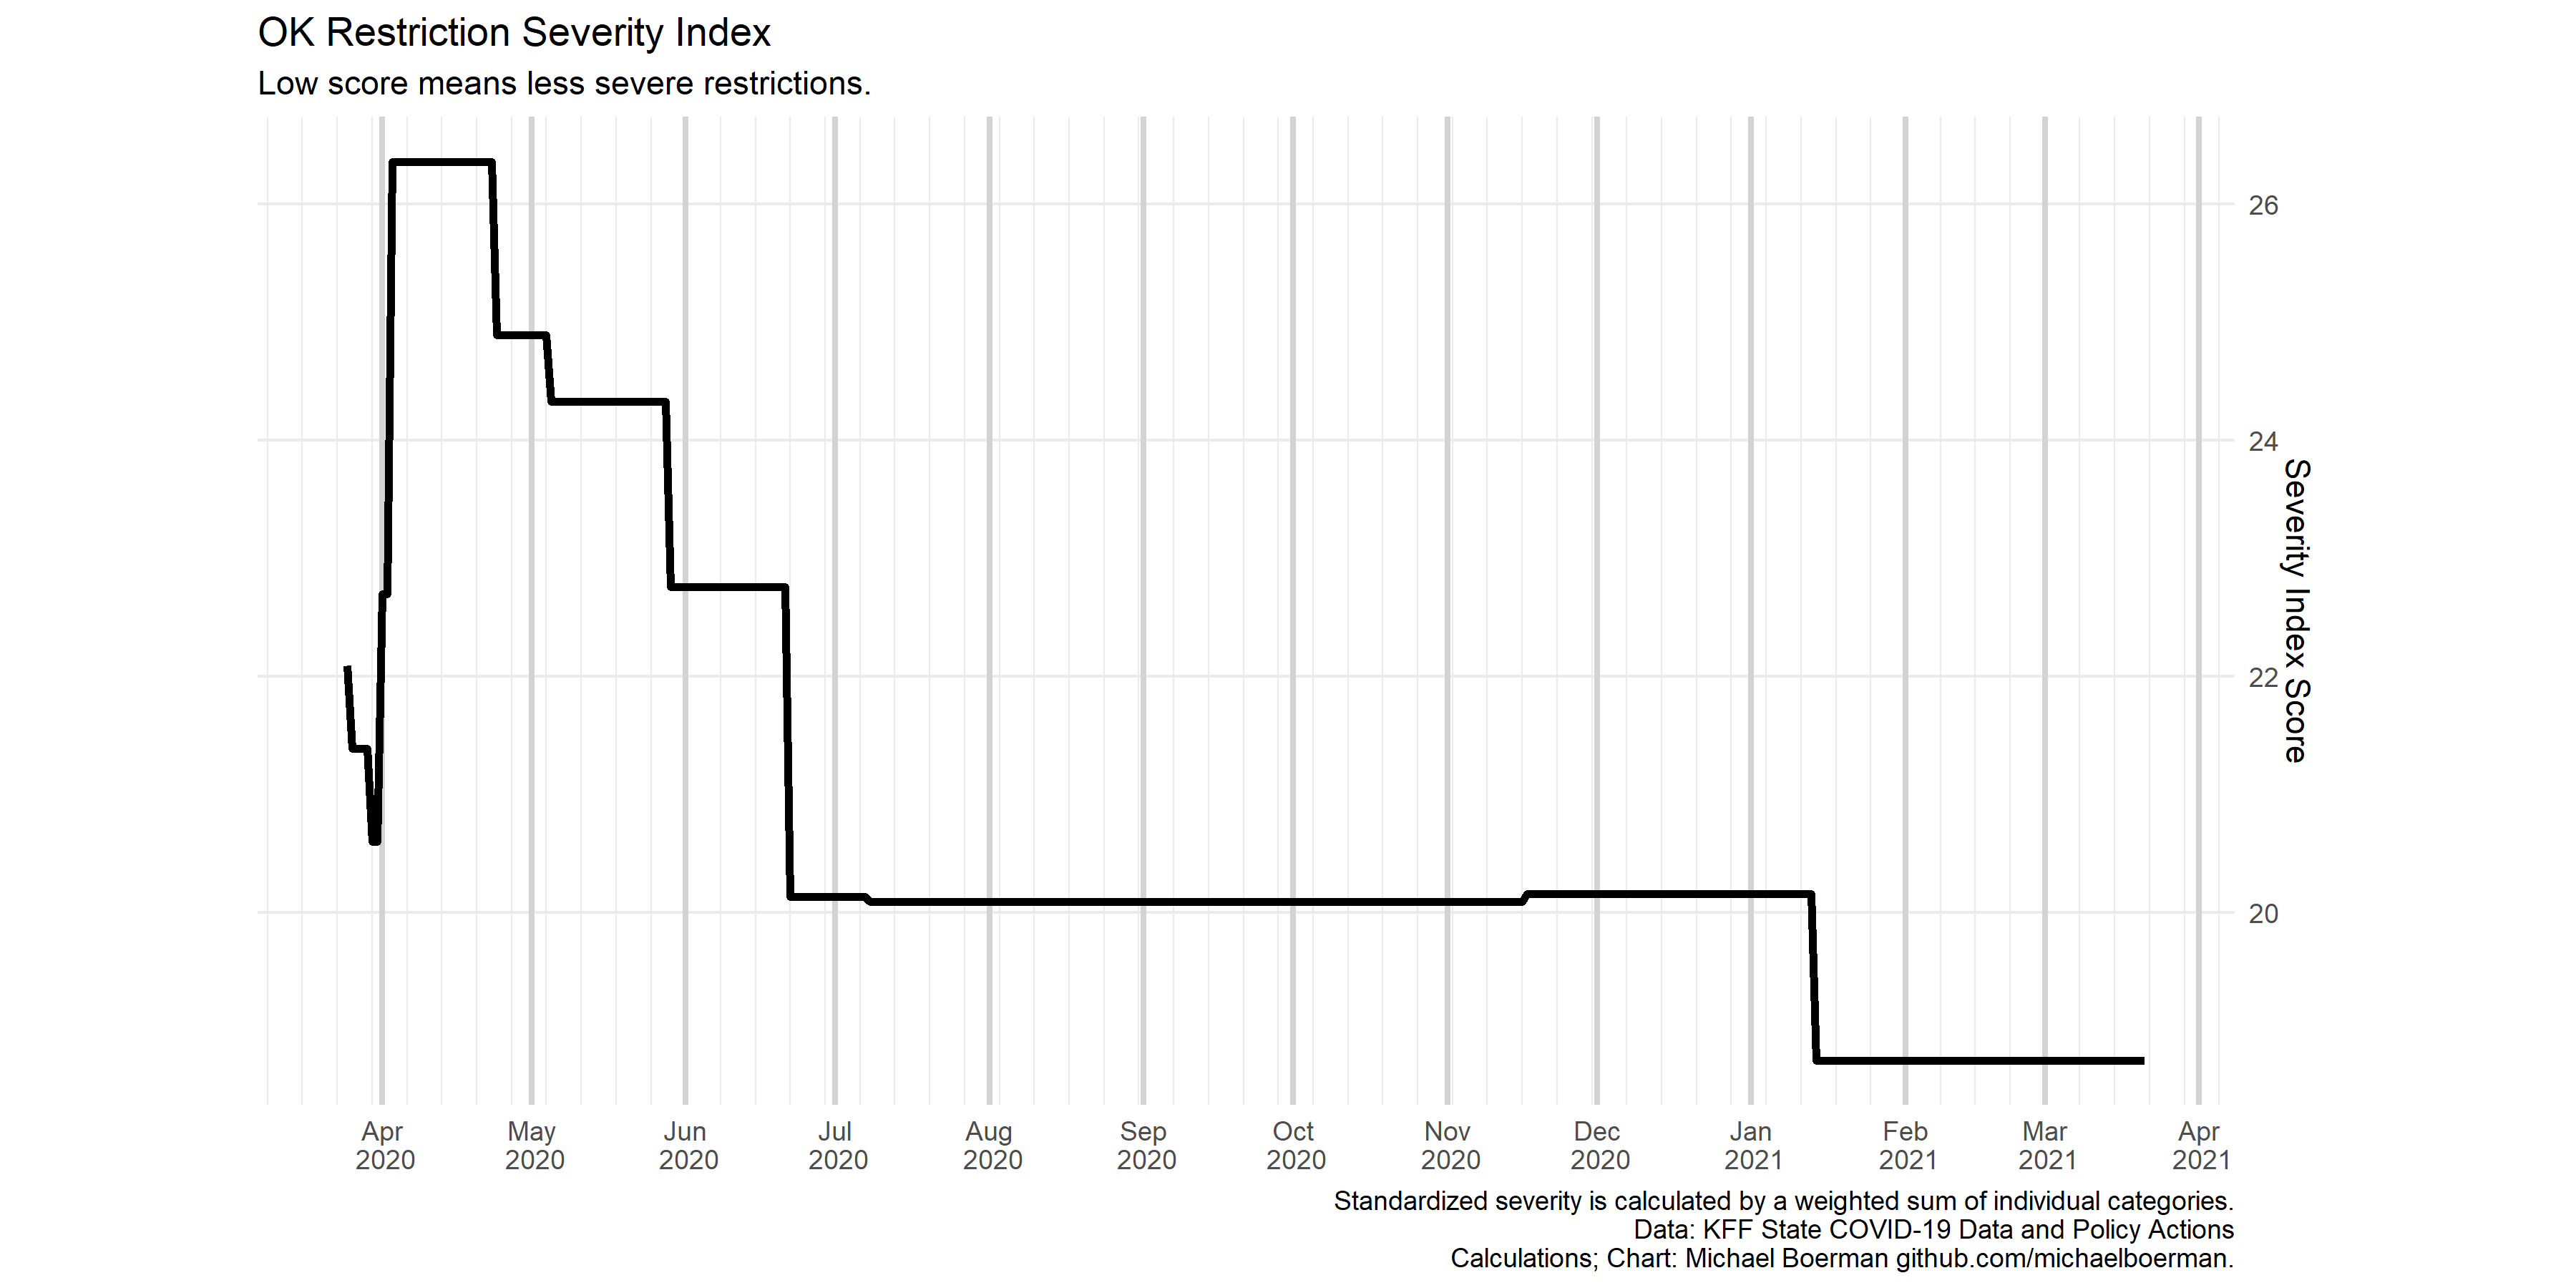 OK Restriction Severity Index
Low score means less severe restrictions.
26
24
22
20
Severity Index Score
Apr
2020
May
2020
Jun
2020
Jul
2020
Aug
2020
Sep
2020
Oct
2020
Nov
2020
Dec
2020
Jan
2021
Feb
2021
Mar
2021
Apr
2021
Standardized severity is calculated by a weighted sum of individual categories.
Data: KFF State COVID-19 Data and Policy Actions
Calculations; Chart: Michael Boerman github.com/michaelboerman.